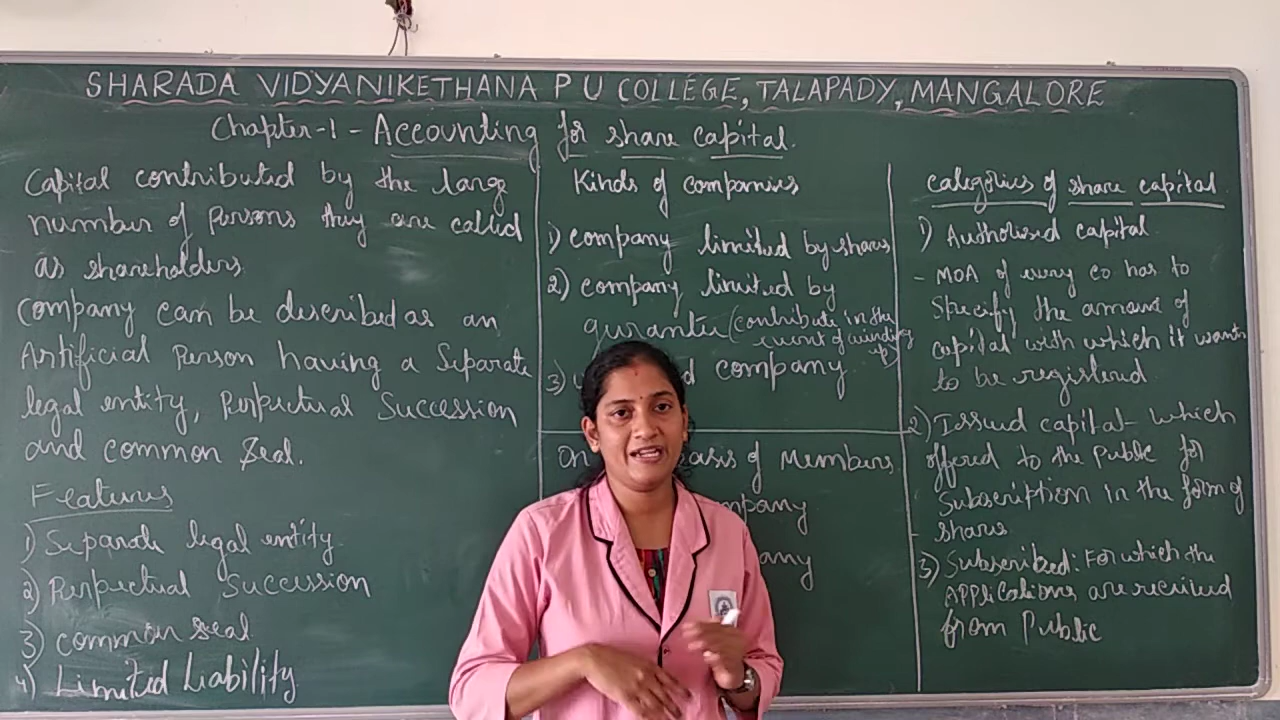 SHARADA VIDYANIKETHANA P U COLLEGE, TALAPADY, MANGALORE
Chapter-1 - Accounting for share capital.
Capital contributed by the large
number of persons they are called
as shareholders.
Company can be described as an
Artificial Person having a Separate
legal entity, Perpectual Succession
and common Seal.
Features
1) Separate legal entity
2) Perpectual Succession
3) common seal
4) Limited Liability
Kinds of companies
1) company limited by shares
2) company limited by
gurantee (contribute in the
event of winding
up)
3) company
On asis of Members
mpany
any
categories of share capital
1) Authorised capital
- MOA of every co has to
Specify the amount of
capital with which it wants
to be registered
2) Issued capital - which
offered to the public for
Subscription in the form of
shares
3) Subscribed: For which the
applications are received
from Public